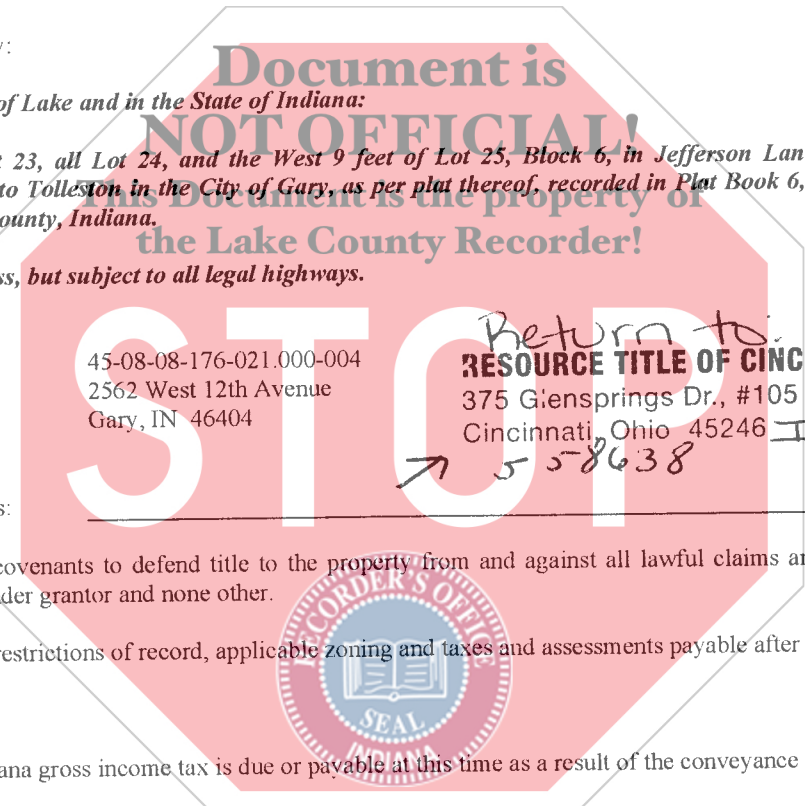 y:
Document is
of Lake and in the State of Indiana:
NOT OFFICIAL!
23, all Lot 24, and the West 9 feet of Lot 25, Block 6, in Jefferson Lan
to Tolleston in the City of Gary, as per plat thereof, recorded in Plat Book 6,
This Document is the property of
ounty, Indiana.
the Lake County Recorder!
ss, but subject to all legal highways.
STOP
Return to:
45-08-08-176-021.000-004
RESOURCE TITLE OF CINC
2562 West 12th Avenue
375 Glensprings Dr., #105
Gary, IN 46404
Cincinnati, Ohio 45246
558638
s:
covenants to defend title to the property from and against all lawful claims an
der grantor and none other.
RECORDER'S OFFICE
restrictions of record, applicable zoning and taxes and assessments payable after
SEAL
INDIANA
ana gross income tax is due or payable at this time as a result of the conveyance